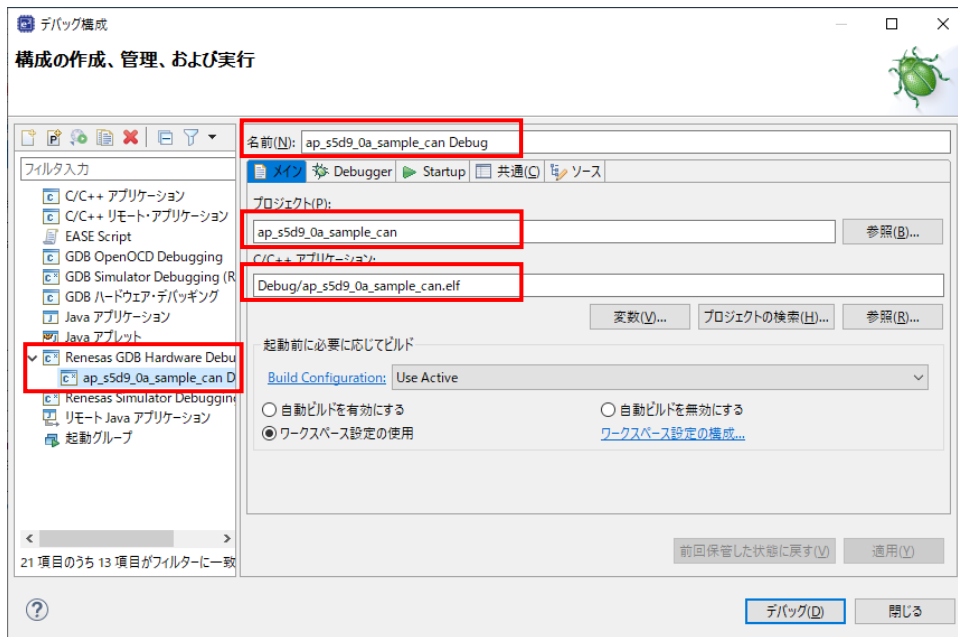 デバッグ構成
構成の作成、管理、および実行
フィルタ入力
C/C++ アプリケーション
C/C++ リモート・アプリケーション
EASE Script
GDB OpenOCD Debugging
GDB Simulator Debugging (R
GDB ハードウェア・デバッギング
Java アプリケーション
Java アプレット
Renesas GDB Hardware Debu
ap_s5d9_0a_sample_can D
Renesas Simulator Debugging
リモート Java アプリケーション
起動グループ
21 項目のうち 13 項目がフィルターに一致
名前(N): ap_s5d9_0a_sample_can Debug
メイン Debugger Startup 共通(C) ソース
プロジェクト(P):
ap_s5d9_0a_sample_can 参照(B)...
C/C++ アプリケーション:
Debug/ap_s5d9_0a_sample_can.elf
変数(V)... プロジェクトの検索(H)... 参照(R)...
起動前に必要に応じてビルド
Build Configuration: Use Active
自動ビルドを有効にする 自動ビルドを無効にする
ワークスペース設定の使用 ワークスペース設定の構成...
前回保管した状態に戻す(V) 適用(Y)
デバッグ(D) 閉じる